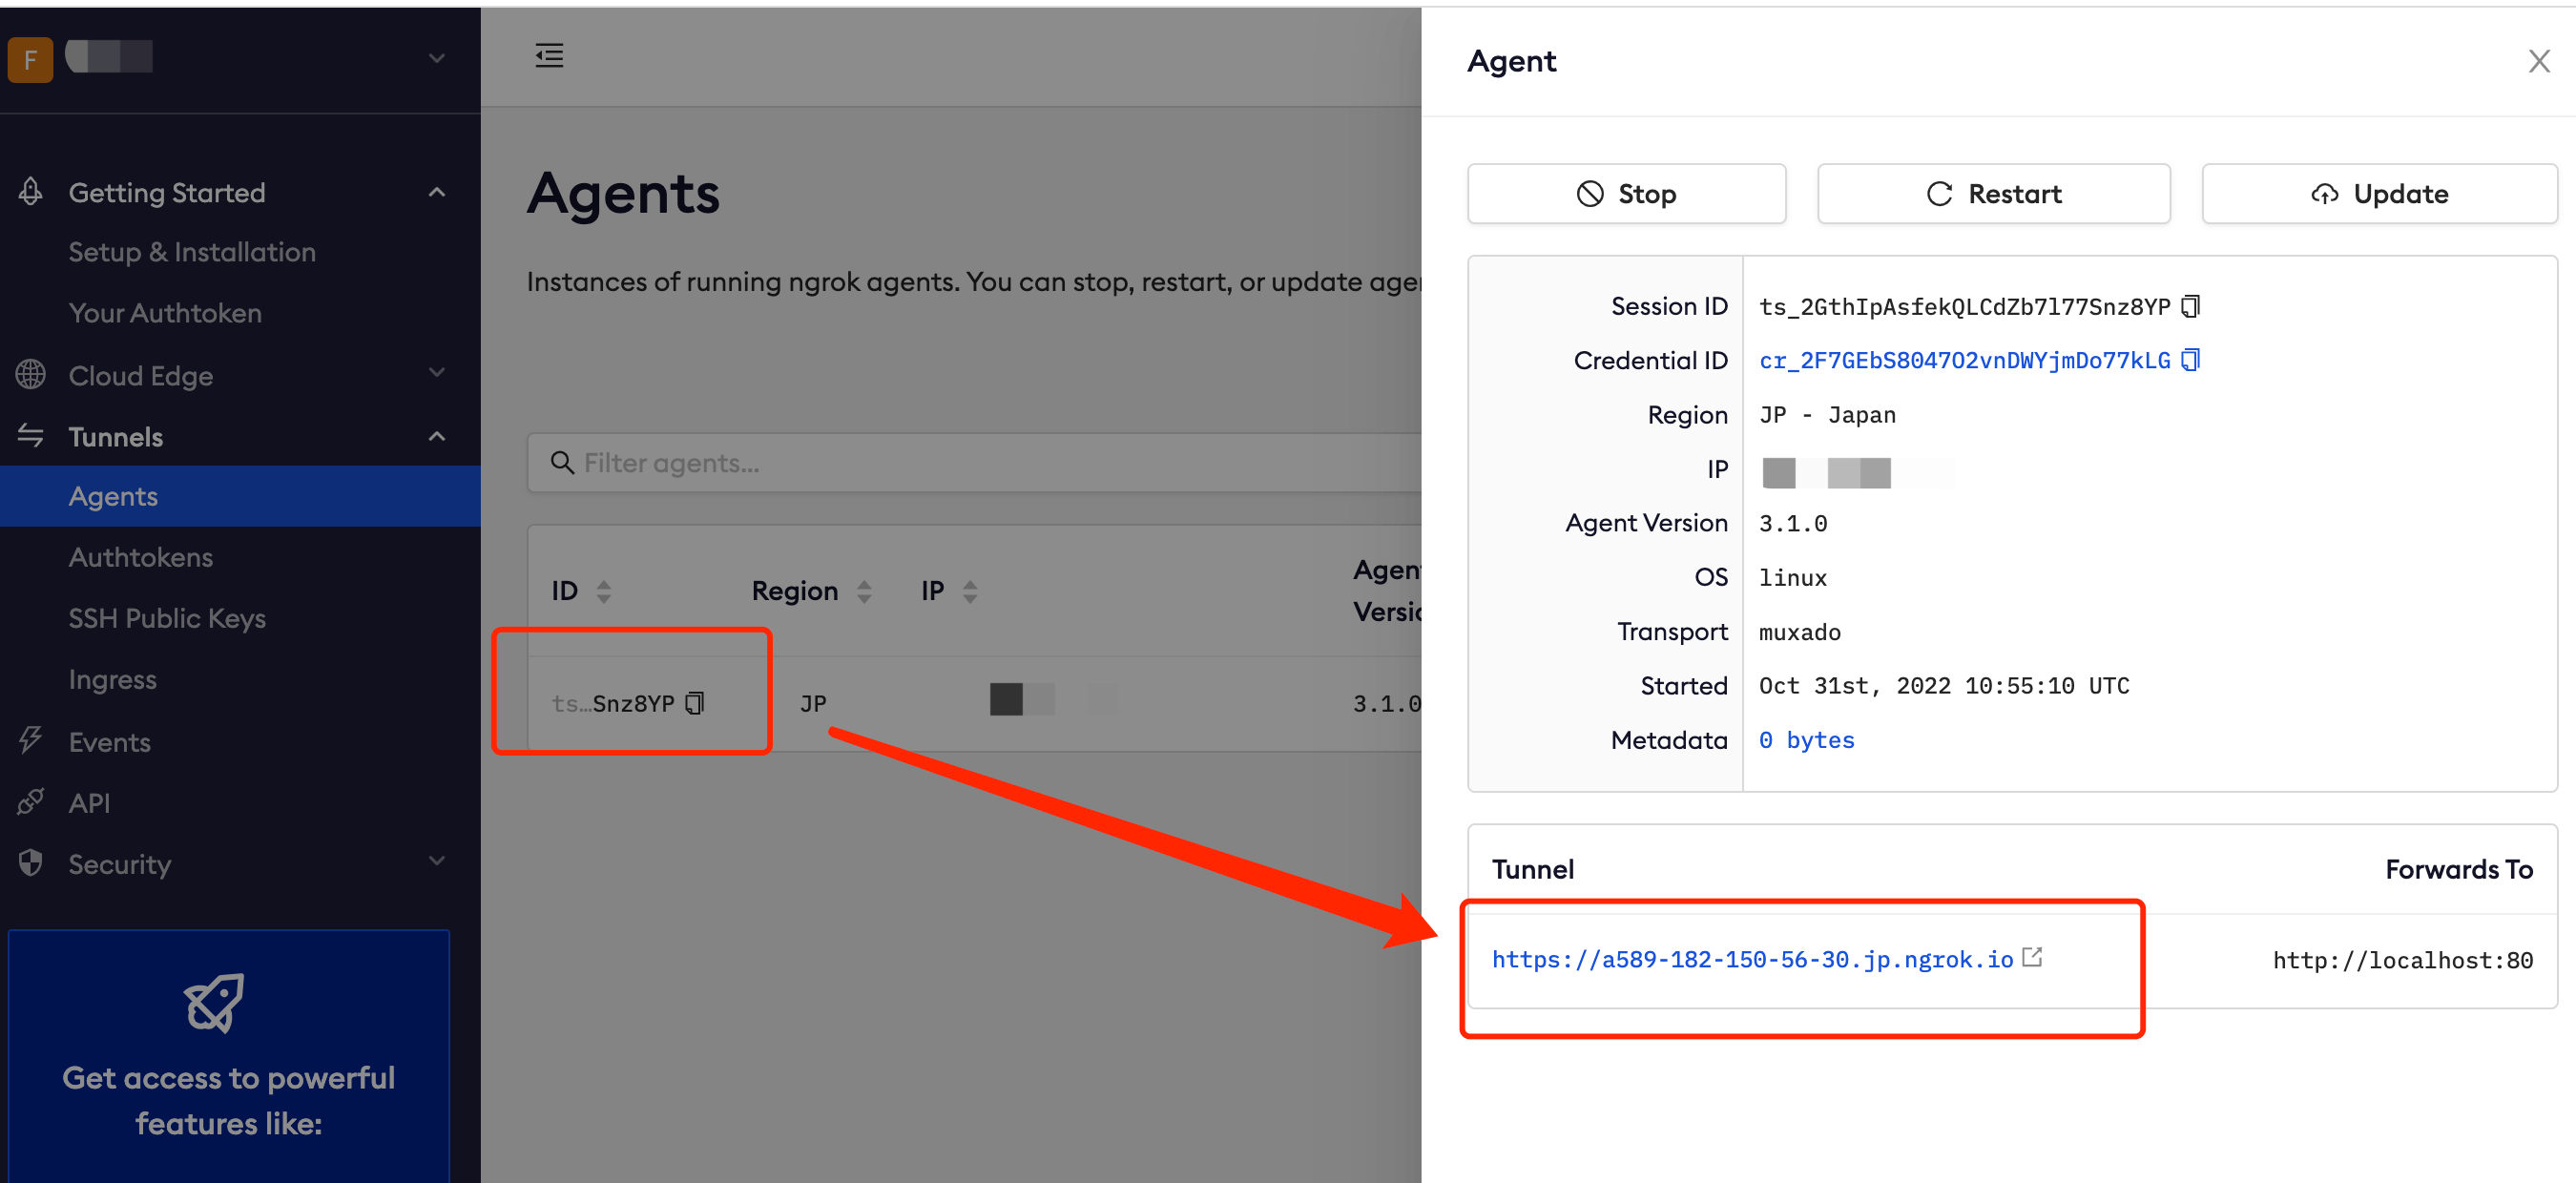 F
Getting Started
Setup & Installation
Your Authtoken
Cloud Edge
Tunnels
Agents
Authtokens
SSH Public Keys
Ingress
Events
API
Security
Get access to powerful
features like:
Agents
Instances of running ngrok agents. You can stop, restart, or update agen
Filter agents...
ID Region IP Agent
Versio
ts…Snz8YP JP 3.1.0
Agent
Stop Restart Update
Session ID ts_2GthIpAsfekQLCdZb7l77Snz8YP
Credential ID cr_2F7GEbS8047O2vnDWYjmDo77kLG
Region JP - Japan
IP
Agent Version 3.1.0
OS linux
Transport muxado
Started Oct 31st, 2022 10:55:10 UTC
Metadata 0 bytes
Tunnel Forwards To
https://a589-182-150-56-30.jp.ngrok.io http://localhost:80